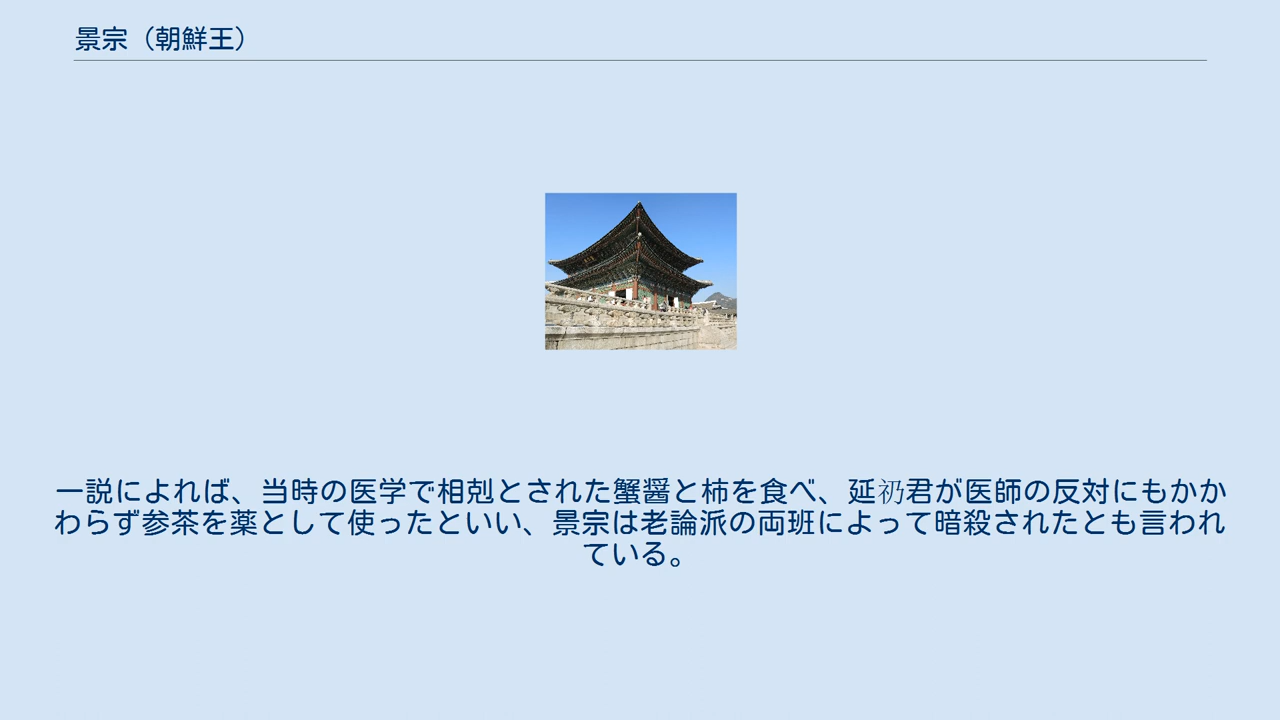 景宗（朝鮮王）
一説によれば、当時の医学で相剋とされた蟹醤と柿を食べ、延礽君が医師の反対にもかか
わらず参茶を薬として使ったといい、景宗は老論派の両班によって暗殺されたとも言われ
ている。